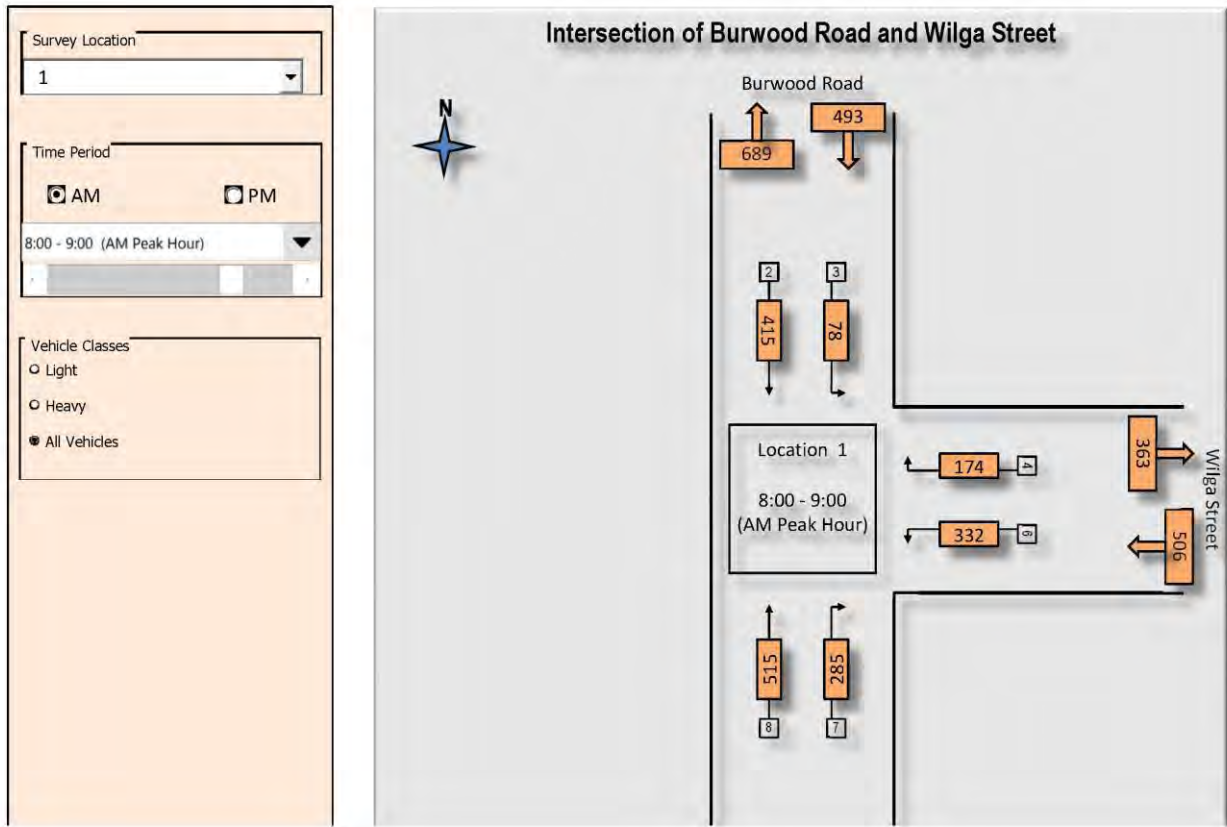 Survey Location
1
Time Period
AM
PM
8:00 - 9:00 (AM Peak Hour)
Vehicle Classes
Light
Heavy
All Vehicles
Intersection of Burwood Road and Wilga Street
N
Burwood Road
689
493
2
3
415
78
Location 1
8:00 - 9:00
(AM Peak Hour)
174
4
332
6
363
506
Wilga Street
515
285
8
7